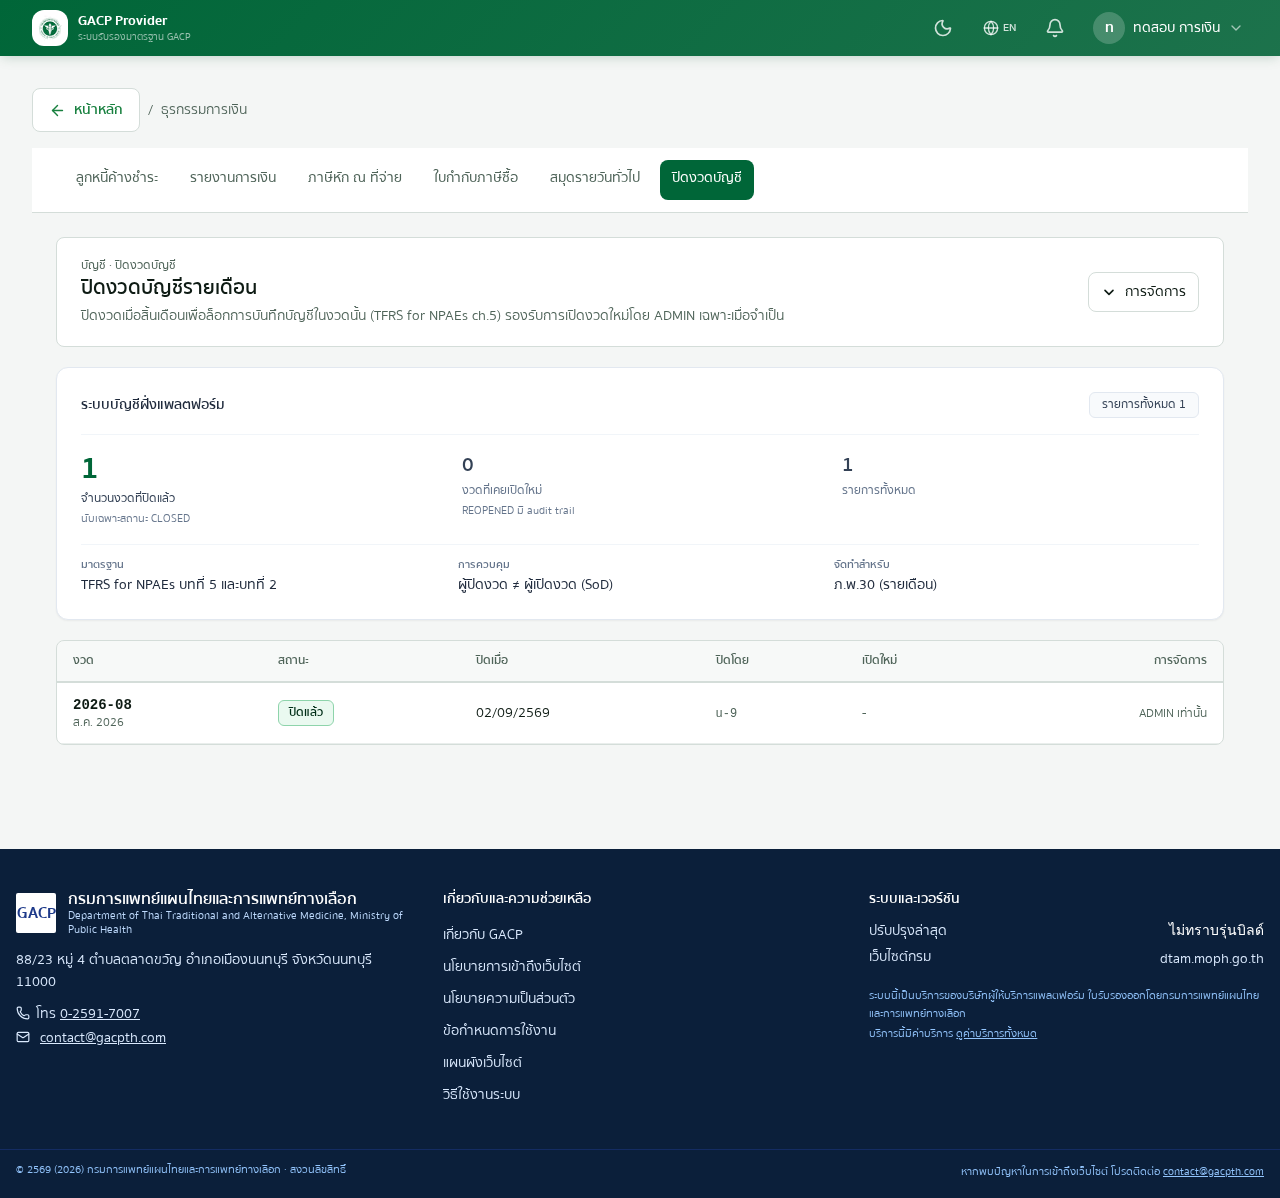 GACP Provider
ระบบรับรองมาตรฐาน GACP
EN
ท
ทดสอบ การเงิน
หน้าหลัก
/ ธุรกรรมการเงิน
ลูกหนี้ค้างชำระ
รายงานการเงิน
ภาษีหัก ณ ที่จ่าย
ใบกำกับภาษีซื้อ
สมุดรายวันทั่วไป
ปิดงวดบัญชี
บัญชี · ปิดงวดบัญชี
ปิดงวดบัญชีรายเดือน
ปิดงวดเมื่อสิ้นเดือนเพื่อล็อกการบันทึกบัญชีในงวดนั้น (TFRS for NPAEs ch.5) รองรับการเปิดงวดใหม่โดย ADMIN เฉพาะเมื่อจำเป็น
การจัดการ
ระบบบัญชีฝั่งแพลตฟอร์ม
รายการทั้งหมด 1
1
จำนวนงวดที่ปิดแล้ว
นับเฉพาะสถานะ CLOSED
0
งวดที่เคยเปิดใหม่
REOPENED มี audit trail
1
รายการทั้งหมด
มาตรฐาน
TFRS for NPAEs บทที่ 5 และบทที่ 2
การควบคุม
ผู้ปิดงวด ≠ ผู้เปิดงวด (SoD)
จัดทำสำหรับ
ภ.พ.30 (รายเดือน)
งวด สถานะ ปิดเมื่อ ปิดโดย เปิดใหม่ การจัดการ
2026-08
ส.ค. 2026
ปิดแล้ว
02/09/2569
น-9
-
ADMIN เท่านั้น
GACP
กรมการแพทย์แผนไทยและการแพทย์ทางเลือก
Department of Thai Traditional and Alternative Medicine, Ministry of
Public Health
88/23 หมู่ 4 ตำบลตลาดขวัญ อำเภอเมืองนนทบุรี จังหวัดนนทบุรี
11000
โทร 0-2591-7007
contact@gacpth.com
เกี่ยวกับและความช่วยเหลือ
เกี่ยวกับ GACP
นโยบายการเข้าถึงเว็บไซต์
นโยบายความเป็นส่วนตัว
ข้อกำหนดการใช้งาน
แผนผังเว็บไซต์
วิธีใช้งานระบบ
ระบบและเวอร์ชัน
ปรับปรุงล่าสุด ไม่ทราบรุ่นบิลด์
เว็บไซต์กรม dtam.moph.go.th
ระบบนี้เป็นบริการของบริษัทผู้ให้บริการแพลตฟอร์ม ใบรับรองออกโดยกรมการแพทย์แผนไทย
และการแพทย์ทางเลือก
บริการนี้มีค่าบริการ ดูค่าบริการทั้งหมด
© 2569 (2026) กรมการแพทย์แผนไทยและการแพทย์ทางเลือก · สงวนลิขสิทธิ์
หากพบปัญหาในการเข้าถึงเว็บไซต์ โปรดติดต่อ contact@gacpth.com